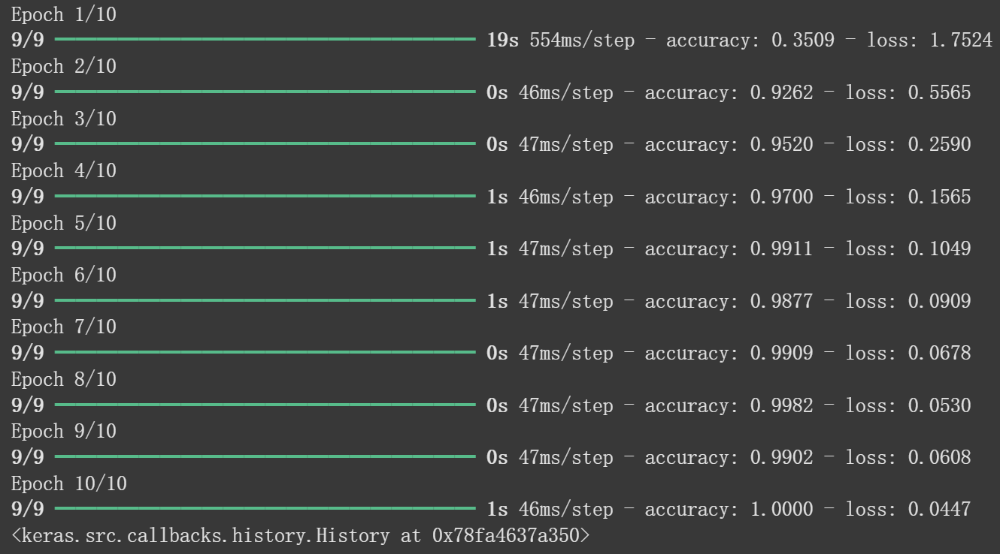 Epoch 1/10
9/9 ━━━━━━━━━━━━━━━━━━━━ 19s 554ms/step - accuracy: 0.3509 - loss: 1.7524
Epoch 2/10
9/9 ━━━━━━━━━━━━━━━━━━━━ 0s 46ms/step - accuracy: 0.9262 - loss: 0.5565
Epoch 3/10
9/9 ━━━━━━━━━━━━━━━━━━━━ 0s 47ms/step - accuracy: 0.9520 - loss: 0.2590
Epoch 4/10
9/9 ━━━━━━━━━━━━━━━━━━━━ 1s 46ms/step - accuracy: 0.9700 - loss: 0.1565
Epoch 5/10
9/9 ━━━━━━━━━━━━━━━━━━━━ 1s 47ms/step - accuracy: 0.9911 - loss: 0.1049
Epoch 6/10
9/9 ━━━━━━━━━━━━━━━━━━━━ 1s 47ms/step - accuracy: 0.9877 - loss: 0.0909
Epoch 7/10
9/9 ━━━━━━━━━━━━━━━━━━━━ 0s 47ms/step - accuracy: 0.9909 - loss: 0.0678
Epoch 8/10
9/9 ━━━━━━━━━━━━━━━━━━━━ 0s 47ms/step - accuracy: 0.9982 - loss: 0.0530
Epoch 9/10
9/9 ━━━━━━━━━━━━━━━━━━━━ 0s 47ms/step - accuracy: 0.9902 - loss: 0.0608
Epoch 10/10
9/9 ━━━━━━━━━━━━━━━━━━━━ 1s 46ms/step - accuracy: 1.0000 - loss: 0.0447
<keras.src.callbacks.history.History at 0x78fa4637a350>